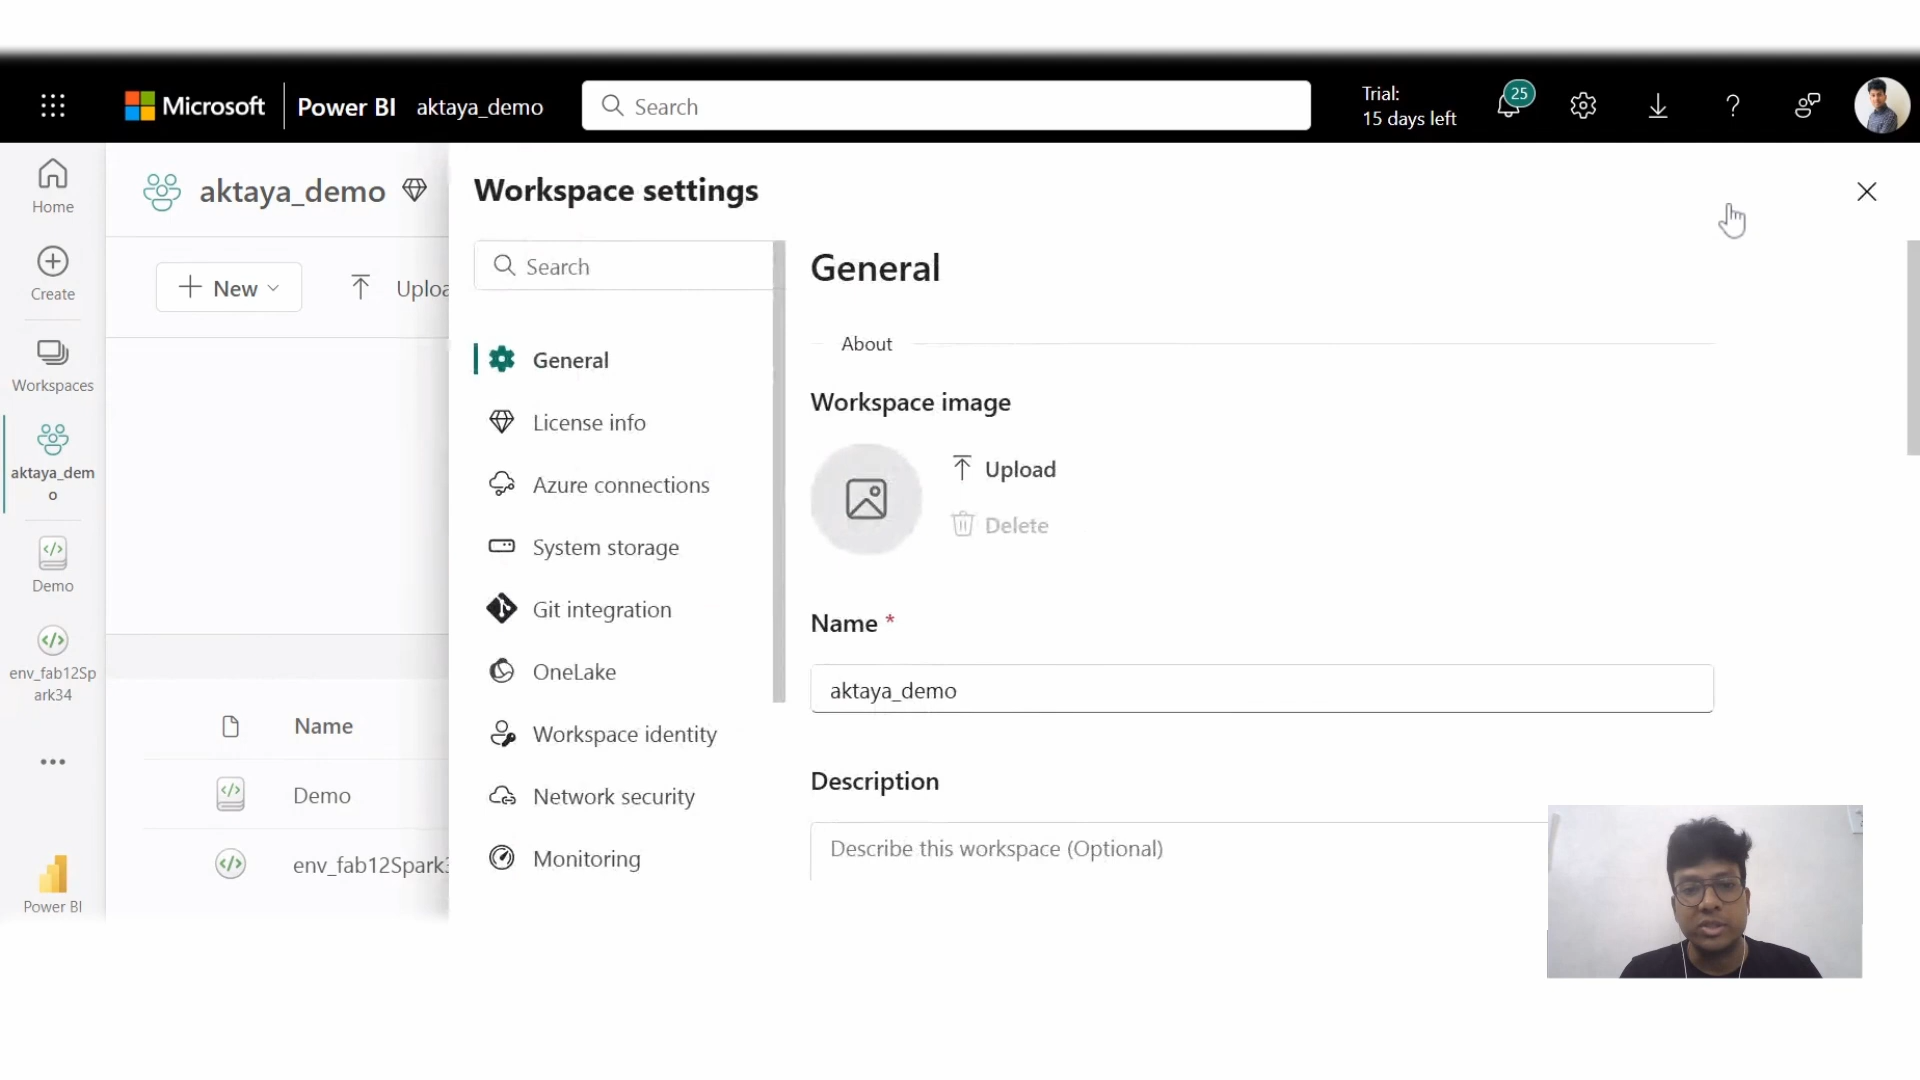 Microsoft Power BI aktaya_demo Search Trial:
15 days left
25
?
Home
Create
Workspaces
aktaya_dem
o
Demo
env_fab12Sp
ark34
Power BI
aktaya_demo
New
Uploa
Name
Demo
env_fab12Spark3
Workspace settings
Search
General
License info
Azure connections
System storage
Git integration
OneLake
Workspace identity
Network security
Monitoring
General
About
Workspace image
Upload
Delete
Name *
aktaya_demo
Description
Describe this workspace (Optional)